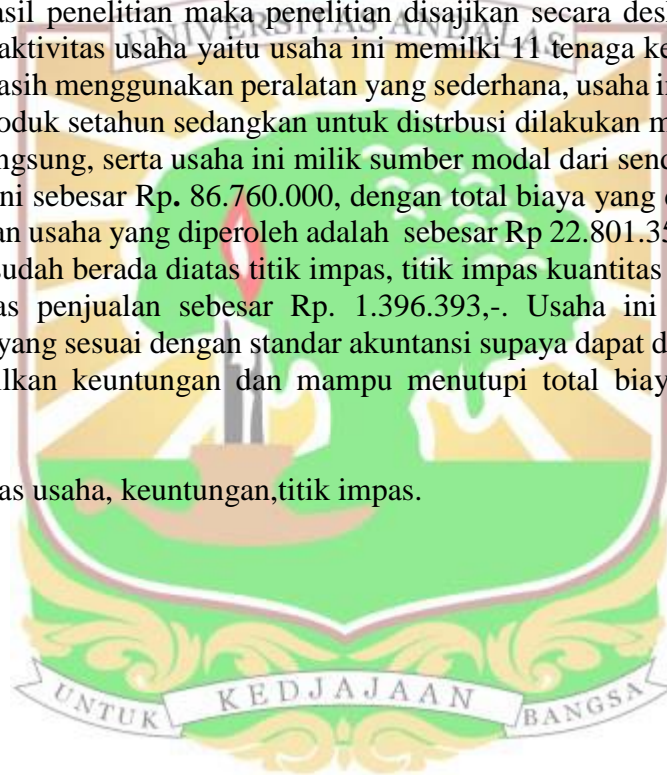 asil penelitian maka penelitian disajikan secara des
UNIVERSITAS ANDALAS
aktivitas usaha yaitu usaha ini memilki 11 tenaga ke
asih menggunakan peralatan yang sederhana, usaha i
oduk setahun sedangkan untuk distrbusi dilakukan m
ngsung, serta usaha ini milik sumber modal dari send
ni sebesar Rp. 86.760.000, dengan total biaya yang
an usaha yang diperoleh adalah sebesar Rp 22.801.35
sudah berada diatas titik impas, titik impas kuantitas
as penjualan sebesar Rp. 1.396.393,-. Usaha ini
yang sesuai dengan standar akuntansi supaya dapat d
ilkan keuntungan dan mampu menutupi total biay
as usaha, keuntungan,titik impas.
UNTUK KEDJAJAAN BANGSA